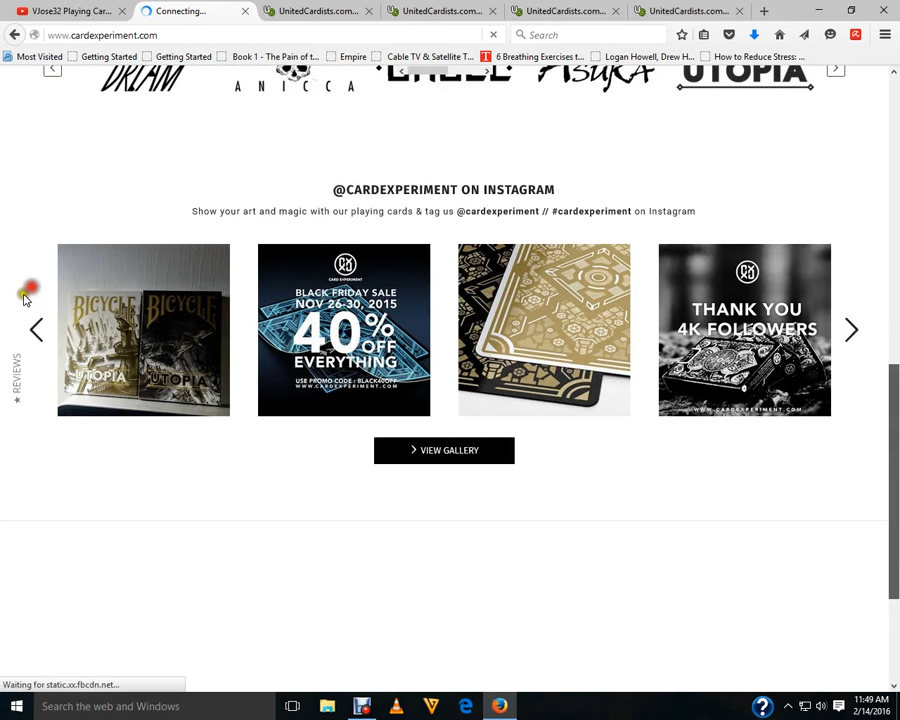 VJose32 Playing Car...
Connecting...
UnitedCardists.com...
UnitedCardists.com...
UnitedCardists.com...
UnitedCardists.com...
www.cardexperiment.com
Search
Most Visited
Getting Started
Getting Started
Book 1 - The Pain of t...
Empire
Cable TV & Satellite T...
6 Breathing Exercises t...
Logan Howell, Drew H...
How to Reduce Stress: ...
DREAM
ANICCA
ASURA
UTOPIA
@CARDEXPERIMENT ON INSTAGRAM
Show your art and magic with our playing cards & tag us @cardexperiment // #cardexperiment on Instagram
★ REVIEWS
BICYCLE
UTOPIA
BICYCLE
UTOPIA
CARD EXPERIMENT
BLACK FRIDAY SALE
NOV 26-30, 2015
40% OFF
EVERYTHING
USE PROMO CODE : BLACK40OFF
WWW.CARDEXPERIMENT.COM
THANK YOU
4K FOLLOWERS
WWW.CARDEXPERIMENT.COM
VIEW GALLERY
Waiting for static.xx.fbcdn.net...
Search the web and Windows
11:49 AM
2/14/2016